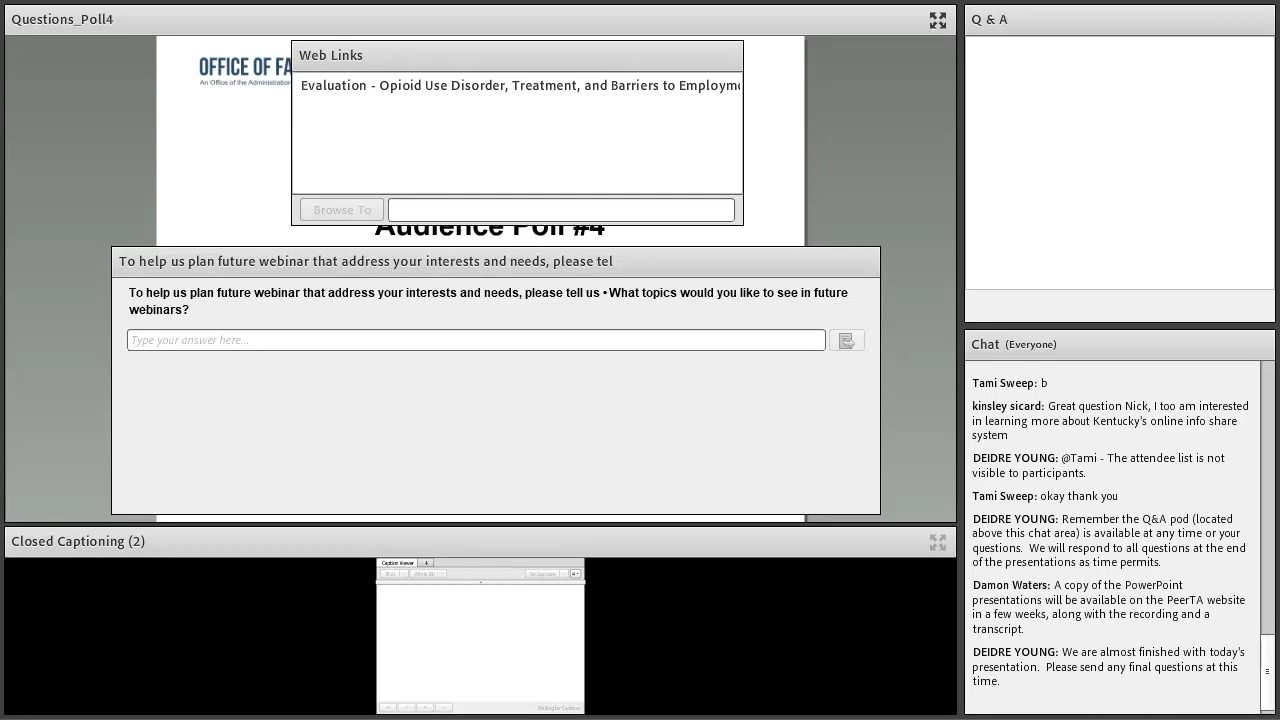 Questions_Poll4
OFFICE OF FA
An Office of the Administration
Web Links
Evaluation - Opioid Use Disorder, Treatment, and Barriers to Employm
Browse To
Audience Poll #4
To help us plan future webinar that address your interests and needs, please tel
To help us plan future webinar that address your interests and needs, please tell us •What topics would you like to see in future
webinars?
Type your answer here...
Closed Captioning (2)
Caption Viewer
Q & A
Chat (Everyone)
Tami Sweep: b
kinsley sicard: Great question Nick, I too am interested
in learning more about Kentucky's online info share
system
DEIDRE YOUNG: @Tami - The attendee list is not
visible to participants.
Tami Sweep: okay thank you
DEIDRE YOUNG: Remember the Q&A pod (located
above this chat area) is available at any time or your
questions.  We will respond to all questions at the end
of the presentations as time permits.
Damon Waters: A copy of the PowerPoint
presentations will be available on the PeerTA website
in a few weeks, along with the recording and a
transcript.
DEIDRE YOUNG: We are almost finished with today's
presentation.  Please send any final questions at this
time.